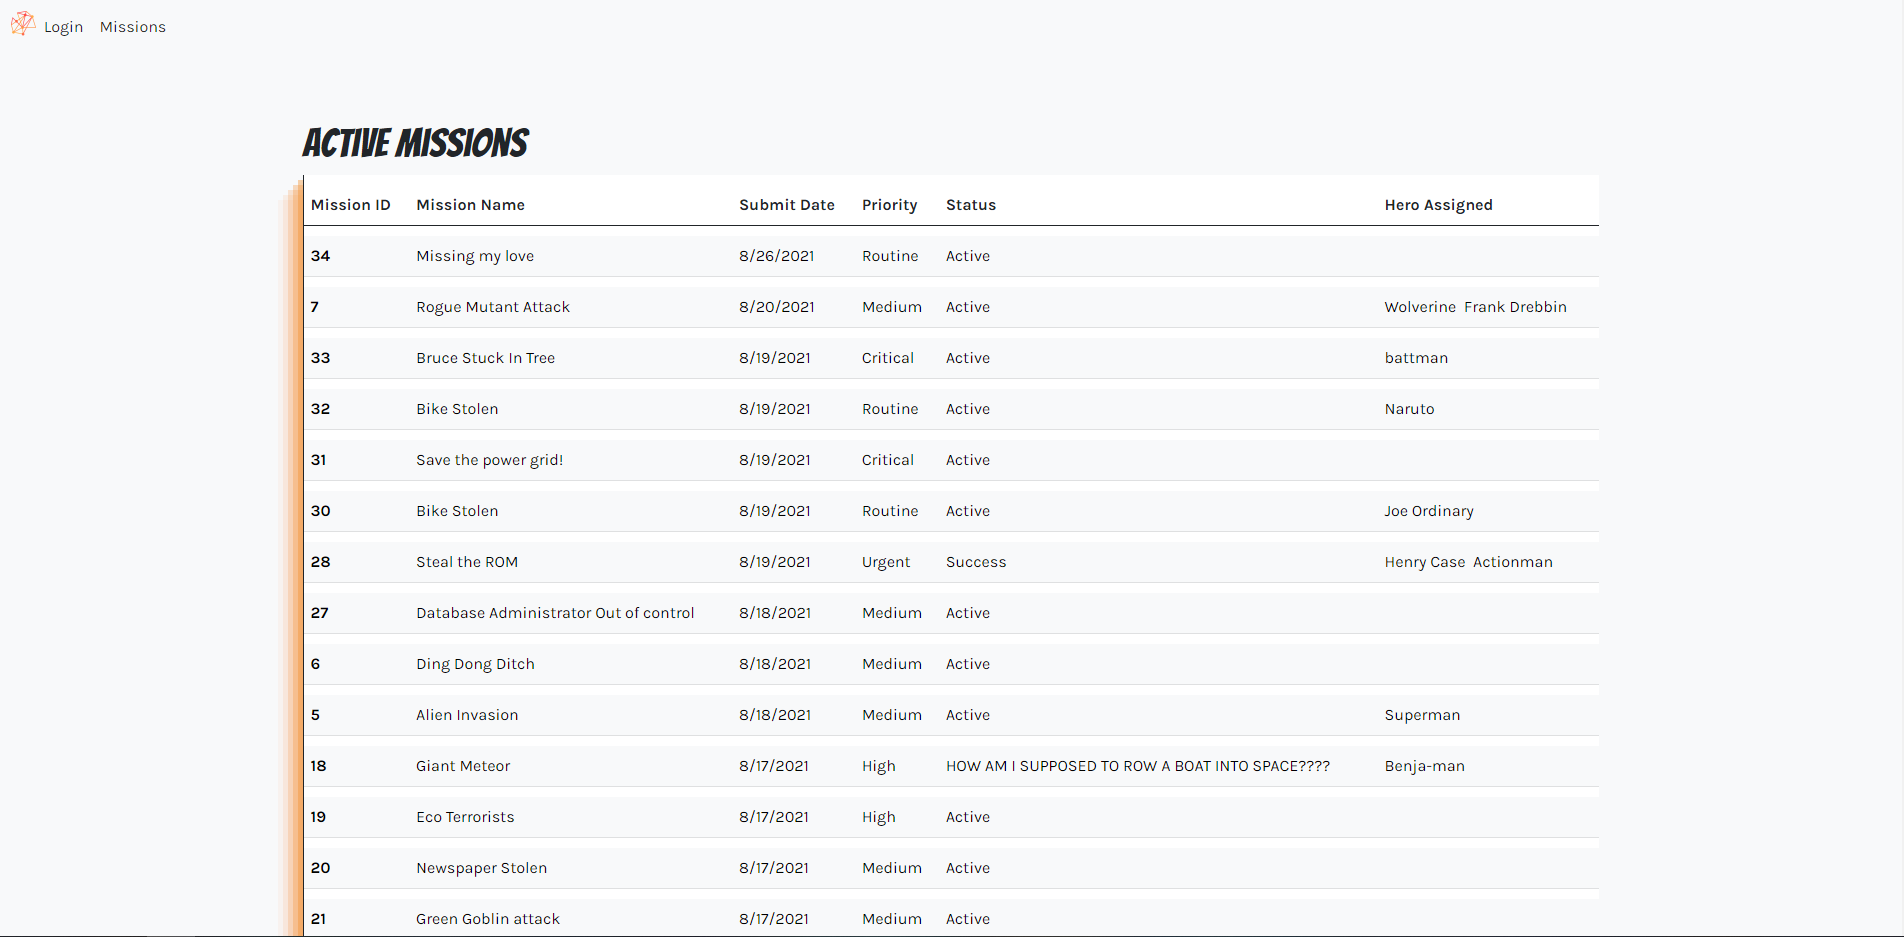 Login Missions
ACTIVE MISSIONS
Mission ID Mission Name Submit Date Priority Status Hero Assigned
34 Missing my love 8/26/2021 Routine Active
7 Rogue Mutant Attack 8/20/2021 Medium Active Wolverine Frank Drebbin
33 Bruce Stuck In Tree 8/19/2021 Critical Active battman
32 Bike Stolen 8/19/2021 Routine Active Naruto
31 Save the power grid! 8/19/2021 Critical Active
30 Bike Stolen 8/19/2021 Routine Active Joe Ordinary
28 Steal the ROM 8/19/2021 Urgent Success Henry Case Actionman
27 Database Administrator Out of control 8/18/2021 Medium Active
6 Ding Dong Ditch 8/18/2021 Medium Active
5 Alien Invasion 8/18/2021 Medium Active Superman
18 Giant Meteor 8/17/2021 High HOW AM I SUPPOSED TO ROW A BOAT INTO SPACE???? Benja-man
19 Eco Terrorists 8/17/2021 High Active
20 Newspaper Stolen 8/17/2021 Medium Active
21 Green Goblin attack 8/17/2021 Medium Active